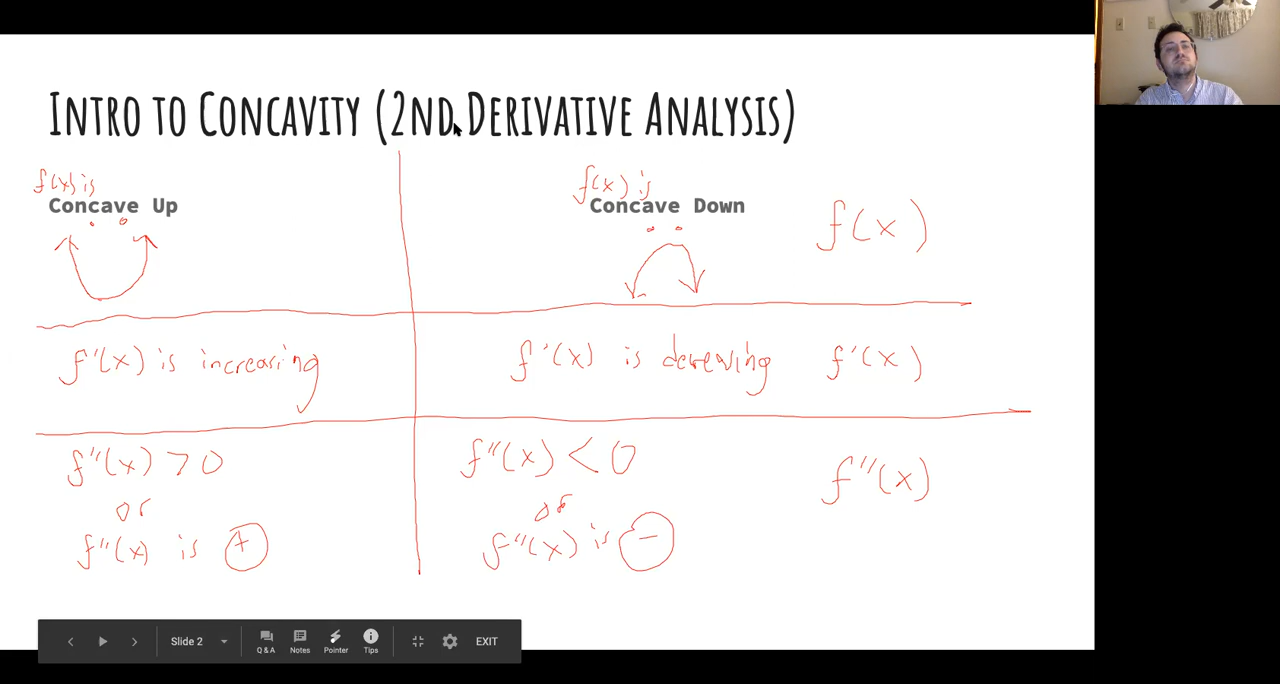 INTRO TO CONCAVITY (2ND DERIVATIVE ANALYSIS)
f(x) is
Concave Up
f(x) is
Concave Down
f(x)
f'(x) is increasing
f'(x) is
f'(x)
f''(x) > 0
or
f''(x) is +
f''(x) < 0
or
f''(x) is −
f''(x)
Slide 2
Q & A
Notes
Pointer
Tips
EXIT